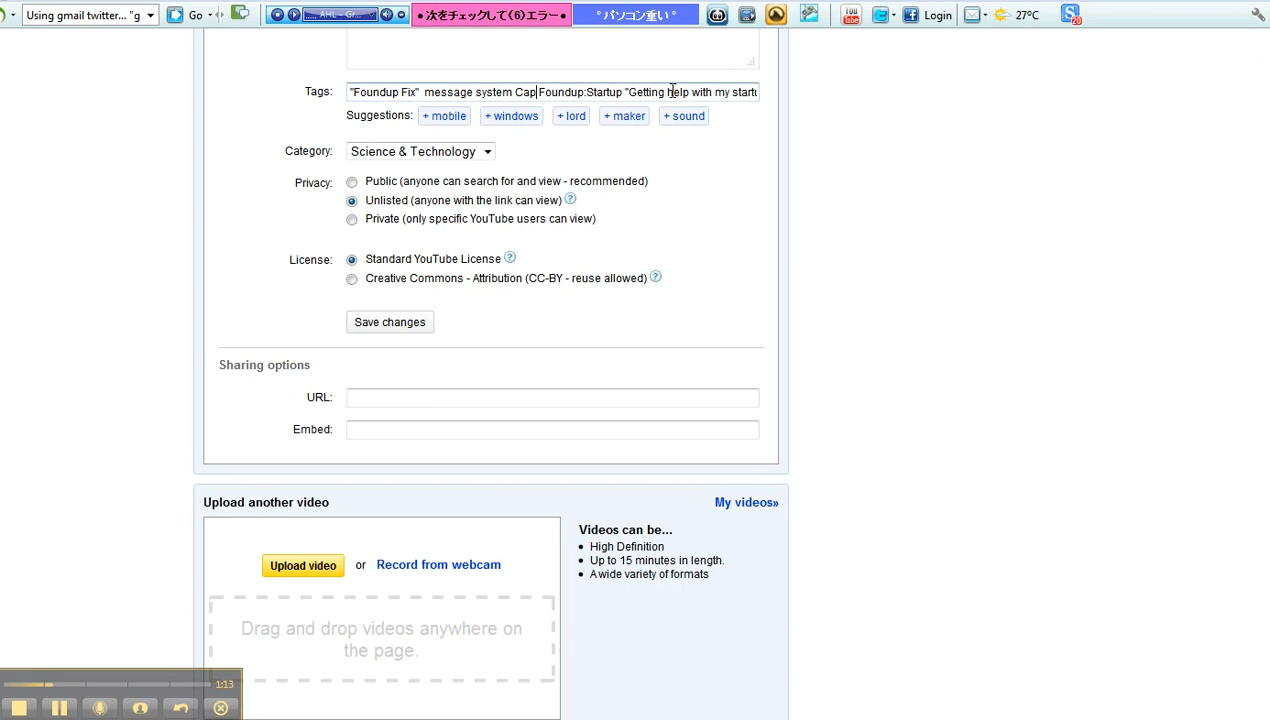 Using gmail twitter... "g
Go
AHL - Gr...
• 次をチェックして(6)エラー •
° パソコン重い °
You
Tube
Login
27°C
20
Tags:
"Foundup Fix"  message system Cap Foundup:Startup "Getting help with my startu
Suggestions:
+ mobile
+ windows
+ lord
+ maker
+ sound
Category:
Science & Technology
Privacy:
Public (anyone can search for and view - recommended)
Unlisted (anyone with the link can view)
Private (only specific YouTube users can view)
License:
Standard YouTube License
Creative Commons - Attribution (CC-BY - reuse allowed)
Save changes
Sharing options
URL:
Embed:
Upload another video
My videos»
Upload video
or
Record from webcam
Drag and drop videos anywhere on
the page.
Videos can be...
• High Definition
• Up to 15 minutes in length.
• A wide variety of formats
1:13